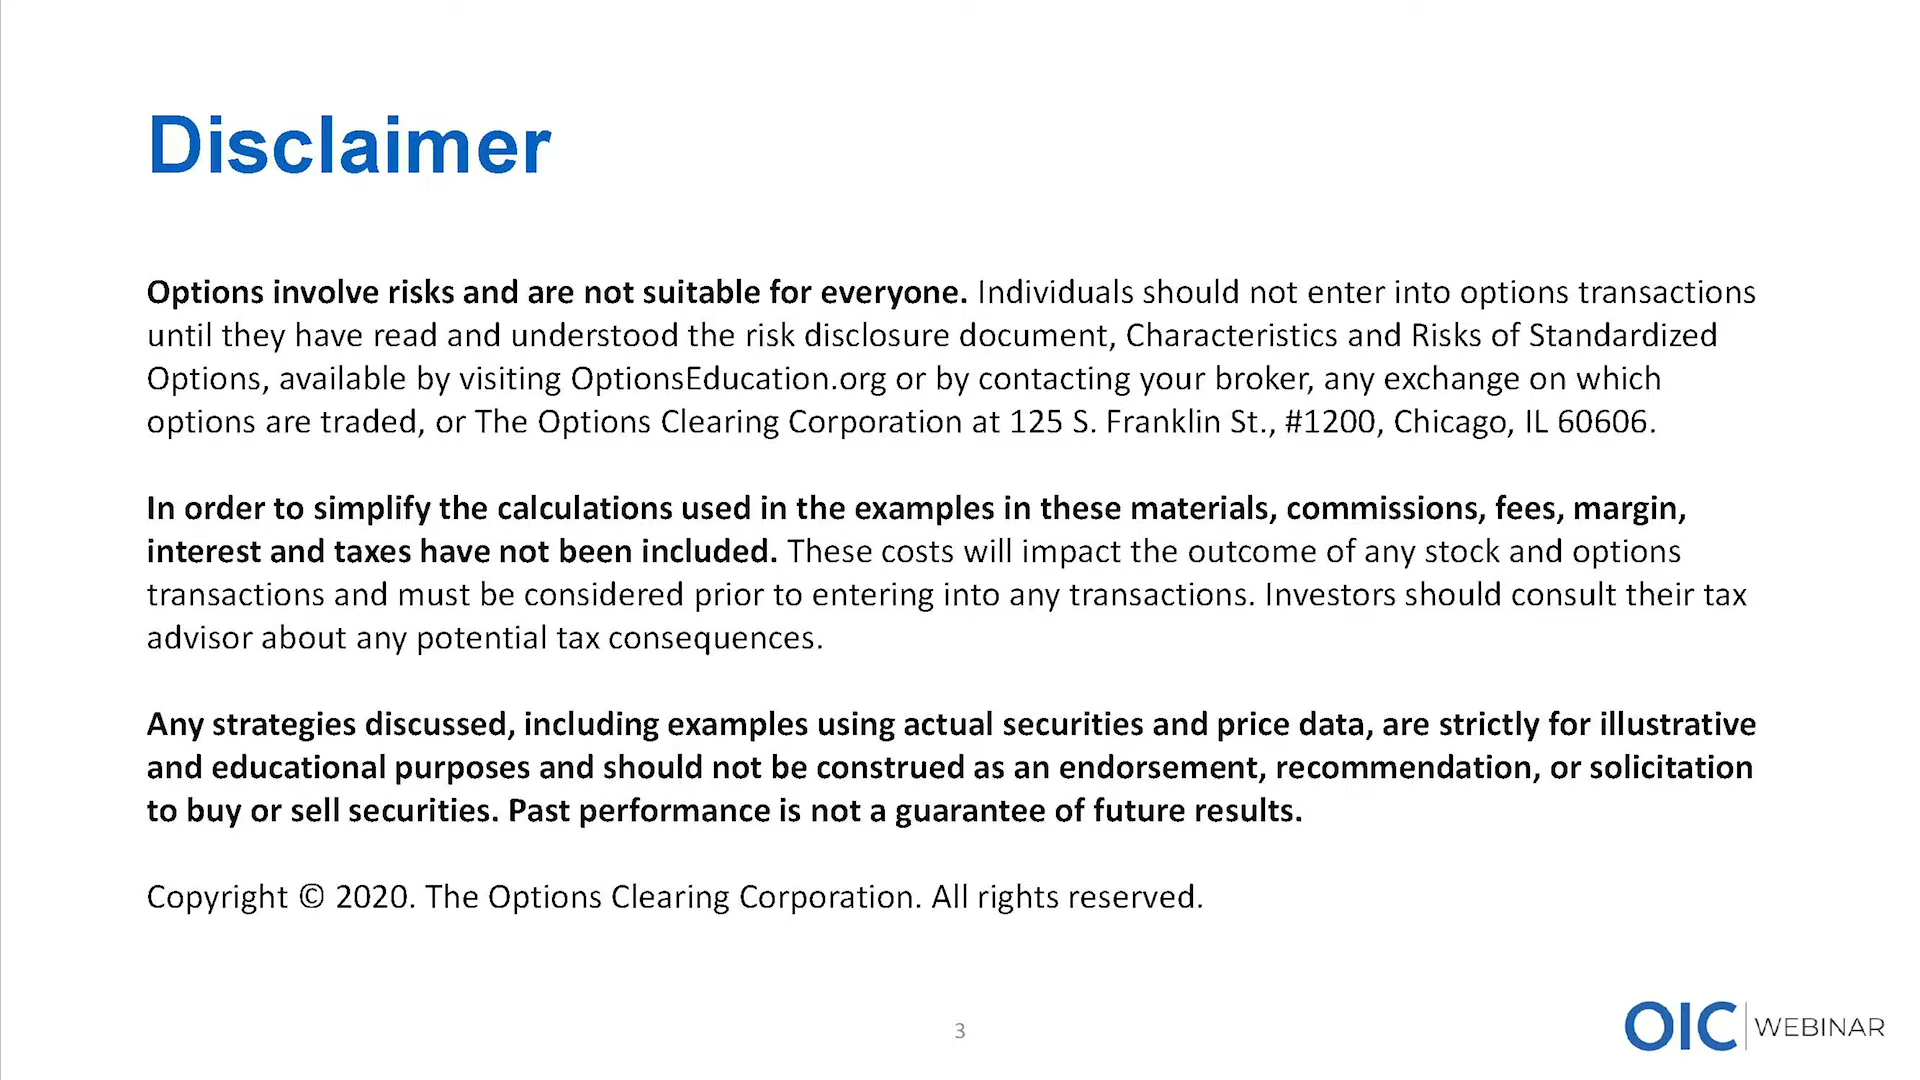 Disclaimer
Options involve risks and are not suitable for everyone. Individuals should not enter into options transactions
until they have read and understood the risk disclosure document, Characteristics and Risks of Standardized
Options, available by visiting OptionsEducation.org or by contacting your broker, any exchange on which
options are traded, or The Options Clearing Corporation at 125 S. Franklin St., #1200, Chicago, IL 60606.
In order to simplify the calculations used in the examples in these materials, commissions, fees, margin,
interest and taxes have not been included. These costs will impact the outcome of any stock and options
transactions and must be considered prior to entering into any transactions. Investors should consult their tax
advisor about any potential tax consequences.
Any strategies discussed, including examples using actual securities and price data, are strictly for illustrative
and educational purposes and should not be construed as an endorsement, recommendation, or solicitation
to buy or sell securities. Past performance is not a guarantee of future results.
Copyright © 2020. The Options Clearing Corporation. All rights reserved.
3
OIC WEBINAR